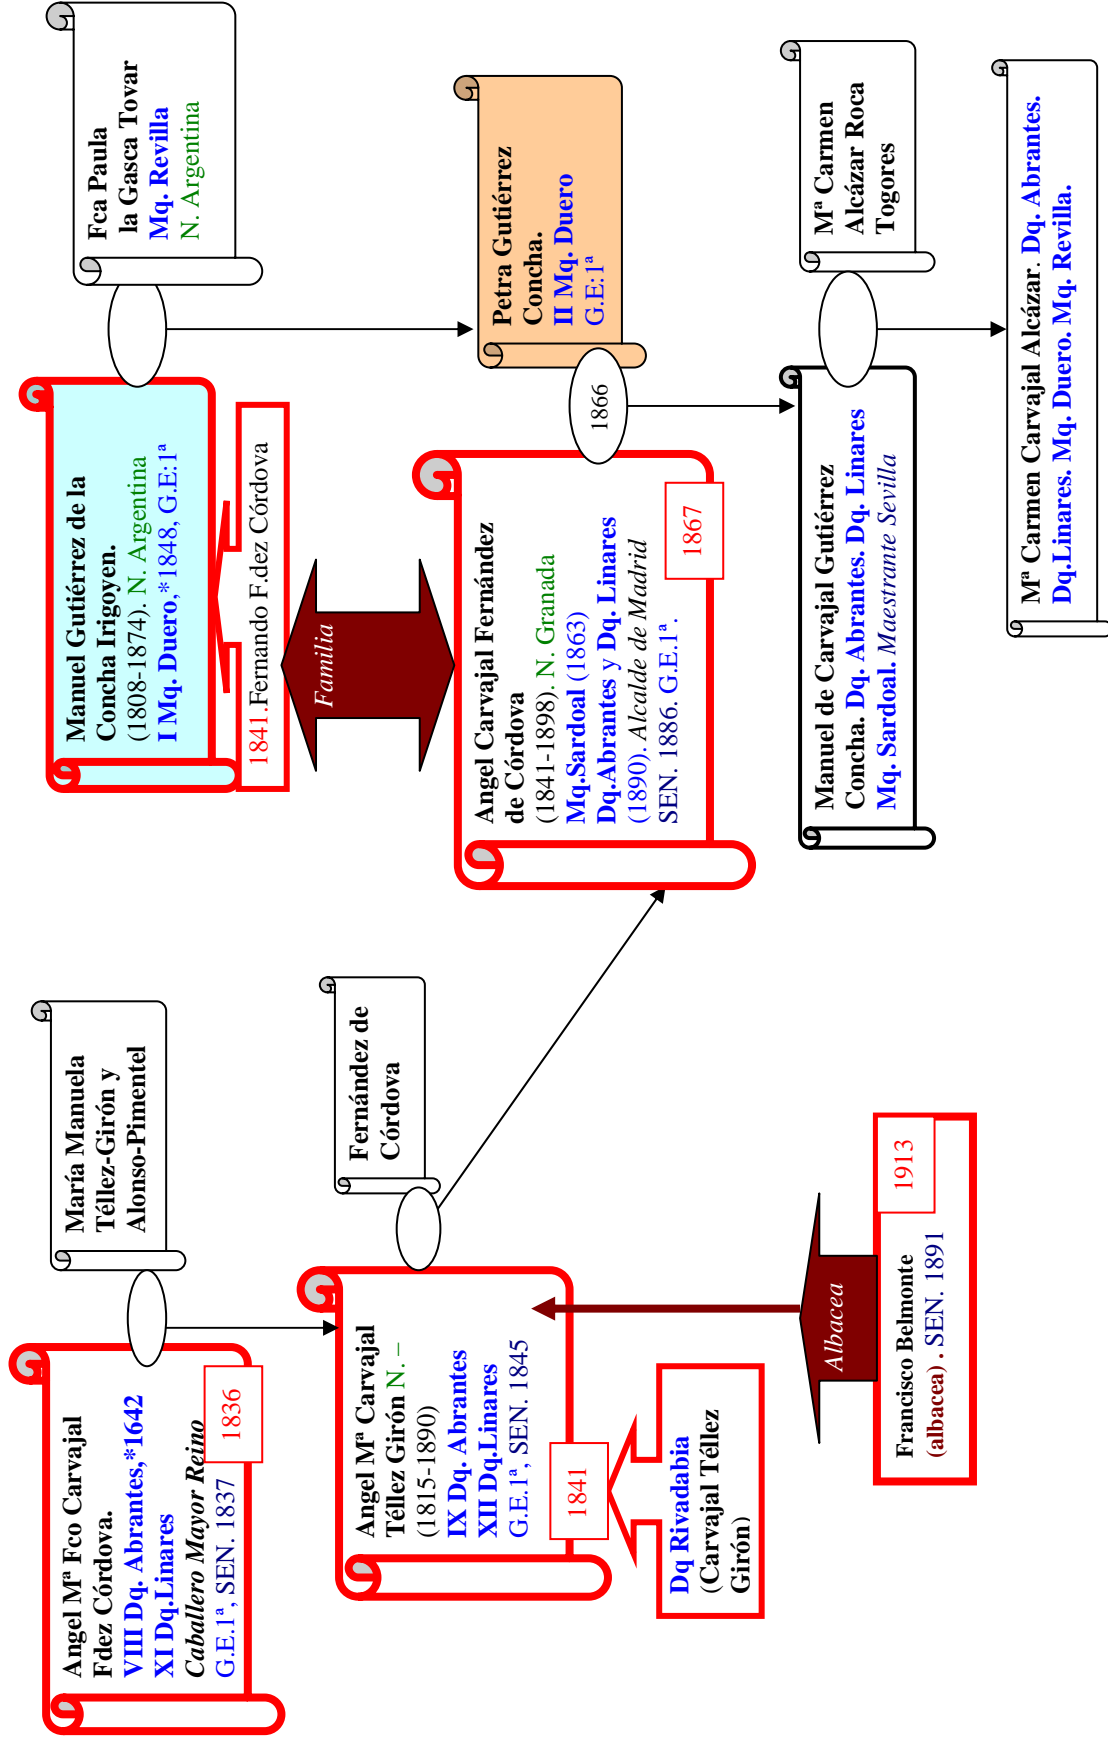 Angel Mª Fco Carvajal
Fdez Córdova.
VIII Dq. Abrantes,*1642
XI Dq.Linares
Caballero Mayor Reino
G.E.1ª, SEN. 1837
1836
María Manuela
Téllez-Girón y
Alonso-Pimentel
Manuel Gutiérrez de la
Concha Irigoyen.
(1808-1874). N. Argentina
I Mq. Duero,*1848, G.E:1ª
1841.Fernando F.dez Córdova
Fca Paula
la Gasca Tovar
Mq. Revilla
N. Argentina
Familia
Angel Mª Carvajal
Téllez Girón N. –
(1815-1890)
IX Dq. Abrantes
XII Dq.Linares
G.E.1ª, SEN. 1845
1841
Dq Rivadabia
(Carvajal Téllez
Girón)
Fernández de
Córdova
Angel Carvajal Fernández
de Córdova
(1841-1898). N. Granada
Mq.Sardoal (1863)
Dq.Abrantes y Dq. Linares
(1890). Alcalde de Madrid
SEN. 1886. G.E.1ª.
1867
1866
Petra Gutiérrez
Concha.
II Mq. Duero
G.E:1ª
Albacea
Francisco Belmonte
(albacea) . SEN. 1891
1913
Manuel de Carvajal Gutiérrez
Concha. Dq. Abrantes. Dq. Linares
Mq. Sardoal. Maestrante Sevilla
Mª Carmen
Alcázar Roca
Togores
Mª Carmen Carvajal Alcázar. Dq. Abrantes.
Dq.Linares. Mq. Duero. Mq. Revilla.